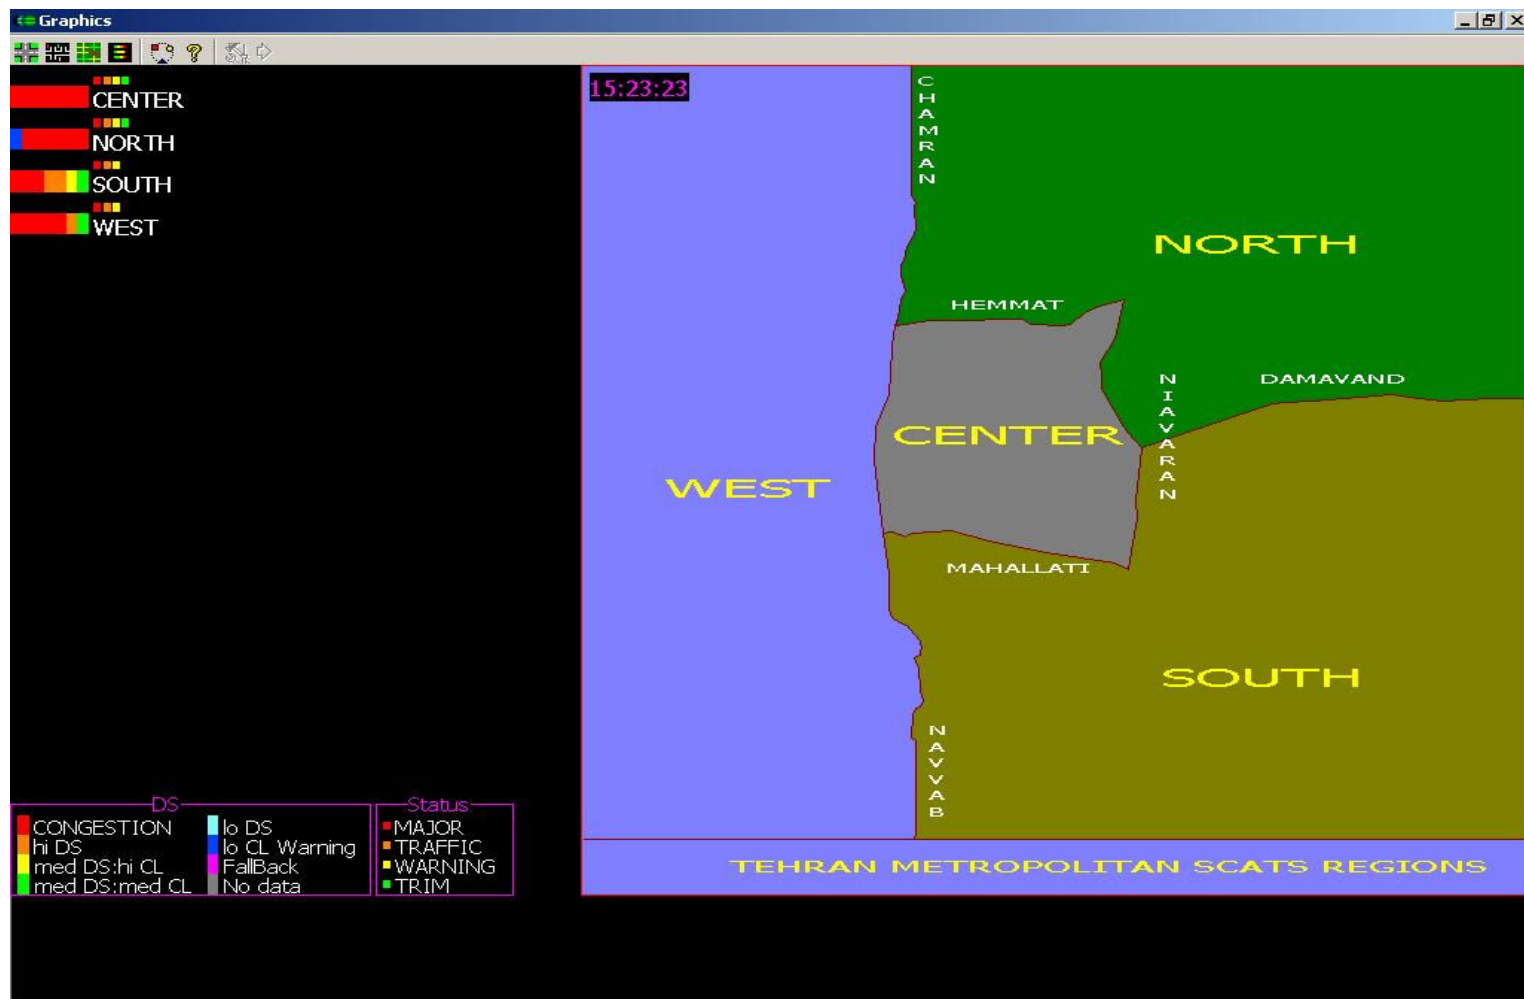 Graphics
CENTER
NORTH
SOUTH
WEST
15:23:23
CHAMRAN
NORTH
HEMMAT
NIAVARAN
DAMAVAND
CENTER
WEST
MAHALLATI
SOUTH
NAVVAB
TEHRAN METROPOLITAN SCATS REGIONS
DS
CONGESTION
hi DS
med DS:hi CL
med DS:med CL
lo DS
lo CL Warning
FallBack
No data
Status
MAJOR
TRAFFIC
WARNING
TRIM